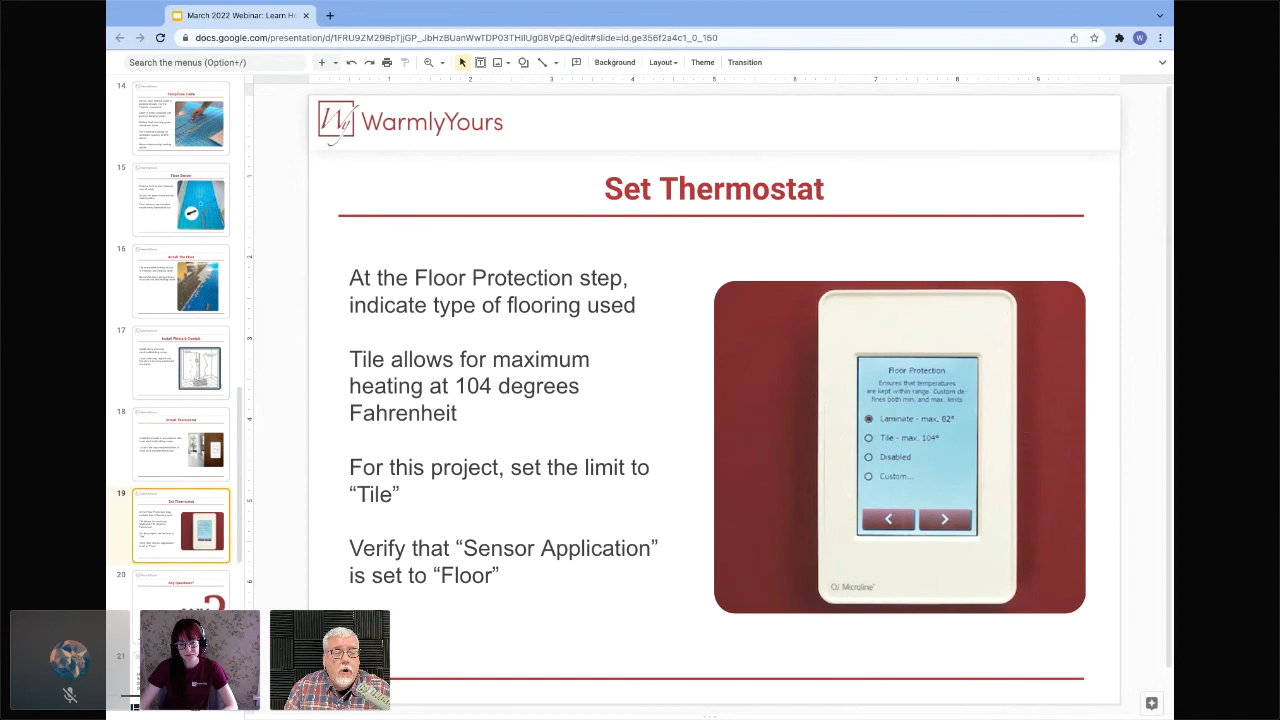 March 2022 Webinar: Learn H
docs.google.com/presentation/d/1FRU9ZM29BpTjjGP_JbHzBUanWwTDP03THIlUg08VpEQ/edit#slide=id.ge356f2a4c1_0_150
W
Search the menus (Option+/)
Background
Layout
Theme
Transition
14
15
Floor Sensor
16
17
18
Install Thermostat
19
Set Thermostat
20
Any Questions?
21
WarmlyYours
Set Thermostat
At the Floor Protection step,
indicate type of flooring used
Tile allows for maximum
heating at 104 degrees
Fahrenheit
For this project, set the limit to
“Tile”
Verify that “Sensor Application”
is set to “Floor”
Floor Protection
Ensures that temperatures
are kept within range. Custom de-
fines both min. and max. limits
Laminate - max. 82°
Tile - max. 104°
Disabled
Custom...
OJ Microline